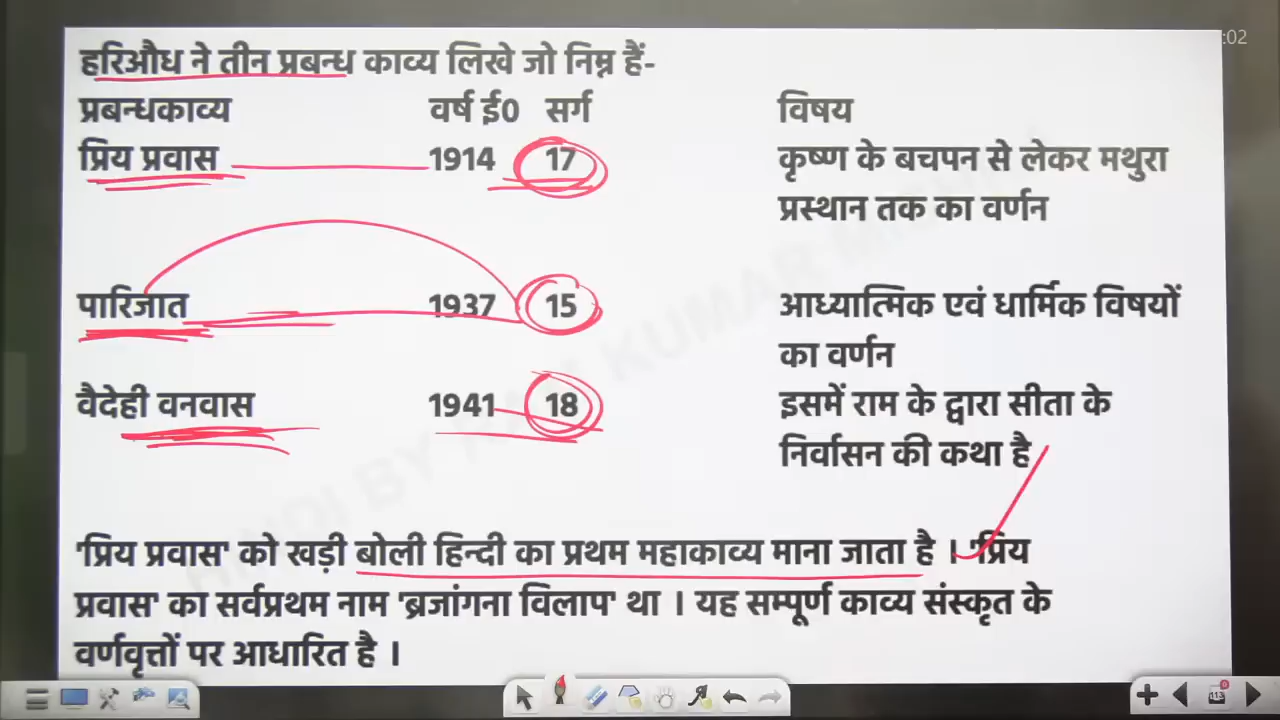 :02
हरिऔध ने तीन प्रबन्ध काव्य लिखे जो निम्न हैं-
प्रबन्धकाव्य वर्ष ई0 सर्ग विषय
प्रिय प्रवास 1914 17 कृष्ण के बचपन से लेकर मथुरा
प्रस्थान तक का वर्णन
पारिजात 1937 15 आध्यात्मिक एवं धार्मिक विषयों
का वर्णन
वैदेही वनवास 1941 18 इसमें राम के द्वारा सीता के
निर्वासन की कथा है
'प्रिय प्रवास' को खड़ी बोली हिन्दी का प्रथम महाकाव्य माना जाता है । 'प्रिय
प्रवास' का सर्वप्रथम नाम 'ब्रजांगना विलाप' था । यह सम्पूर्ण काव्य संस्कृत के
वर्णवृत्तों पर आधारित है ।
113